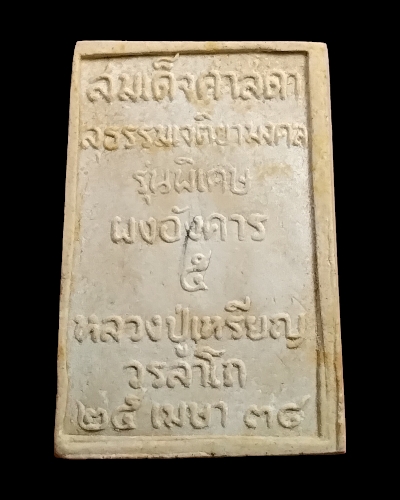 สมเด็จศาสดา
สุธรรมเจติยามงคล
รุ่นพิเศษ
ผงอังคาร
๕
หลวงปู่เหรียญ
วรลาโภ
๒๕ เมษา ๓๘